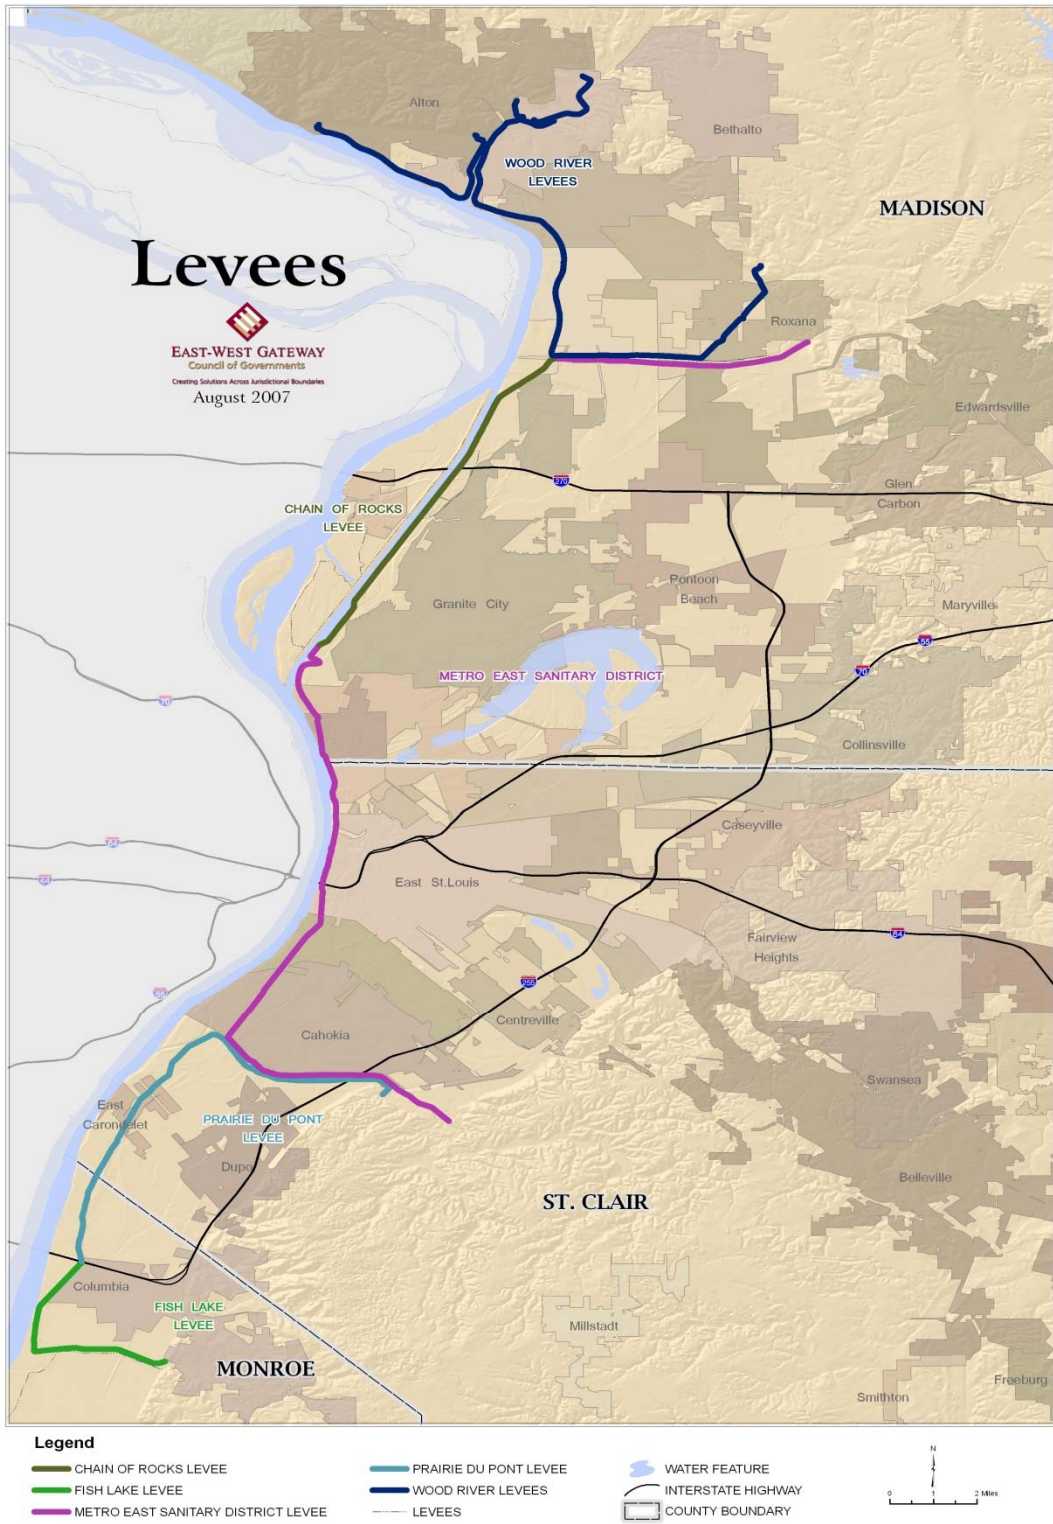 Alton
Bethalto
WOOD RIVER
LEVEES
MADISON
Levees
EAST-WEST GATEWAY
Council of Governments
Creating Solutions Across Jurisdictional Boundaries
August 2007
Roxana
Edwardsville
270
Glen
Carbon
CHAIN OF ROCKS
LEVEE
Pontoon
Beach
Granite City
Maryville
55
70
METRO EAST SANITARY DISTRICT
70
Collinsville
Caseyville
64
44
East St.Louis
64
Fairview
Heights
255
55
Centreville
Cahokia
Swansea
East
Carondelet
PRAIRIE DU PONT
LEVEE
Dupo
Belleville
ST. CLAIR
Columbia
FISH LAKE
LEVEE
Millstadt
MONROE
Freeburg
Smithton
Legend
CHAIN OF ROCKS LEVEE
FISH LAKE LEVEE
METRO EAST SANITARY DISTRICT LEVEE
PRAIRIE DU PONT LEVEE
WOOD RIVER LEVEES
LEVEES
WATER FEATURE
INTERSTATE HIGHWAY
COUNTY BOUNDARY
N
0 1 2 Miles